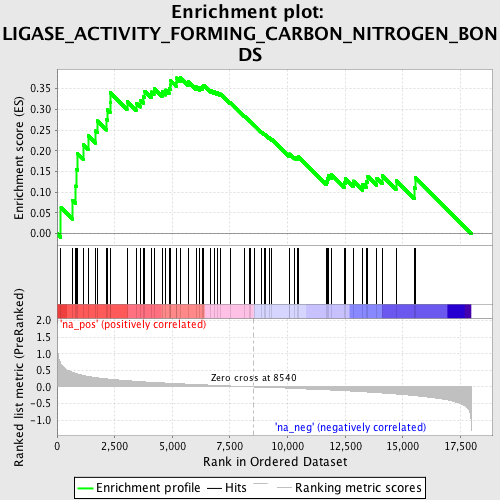 Enrichment plot:
LIGASE_ACTIVITY_FORMING_CARBON_NITROGEN_BON
DS
Enrichment score (ES)
0.35
0.30
0.25
0.20
0.15
0.10
0.05
0.00
'na_pos' (positively correlated)
Ranked list metric (PreRanked)
2.0
1.5
1.0
0.5
0.0
-0.5
-1.0
Zero cross at 8540
'na_neg' (negatively correlated)
0 2,500 5,000 7,500 10,000 12,500 15,000 17,500
Rank in Ordered Dataset
Enrichment profile Hits Ranking metric scores